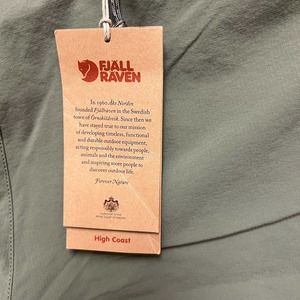 FJÄLL
RÄVEN
In 1960 Åke Nordin
founded Fjällräven in the Swedish
town of Örnsköldsvik. Since then we
have stayed true to our mission
of developing timeless, functional
and durable outdoor equipment,
acting responsibly towards people,
animals and the environment
and inspiring more people to
discover outdoor life.
Forever Nature
High Coast